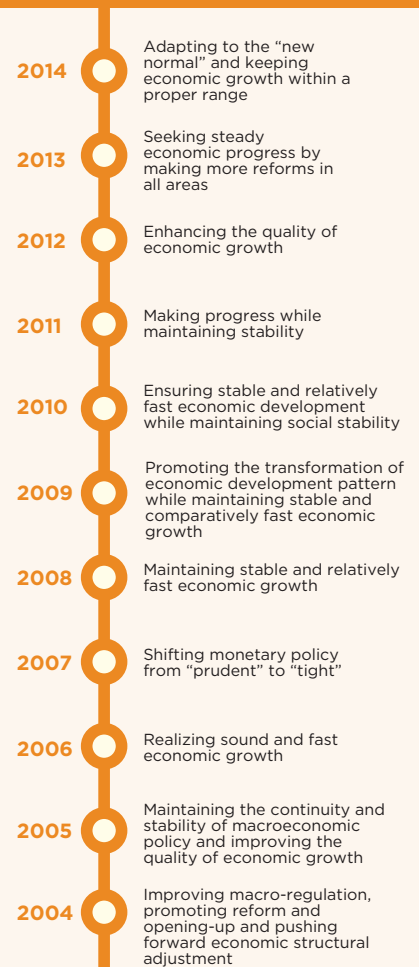 2014
Adapting to the “new
normal” and keeping
economic growth within a
proper range
2013
Seeking steady
economic progress by
making more reforms in
all areas
2012
Enhancing the quality of
economic growth
2011
Making progress while
maintaining stability
2010
Ensuring stable and relatively
fast economic development
while maintaining social stability
2009
Promoting the transformation of
economic development pattern
while maintaining stable and
comparatively fast economic
growth
2008
Maintaining stable and relatively
fast economic growth
2007
Shifting monetary policy
from “prudent” to “tight”
2006
Realizing sound and fast
economic growth
2005
Maintaining the continuity and
stability of macroeconomic
policy and improving the
quality of economic growth
2004
Improving macro-regulation,
promoting reform and
opening-up and pushing
forward economic structural
adjustment